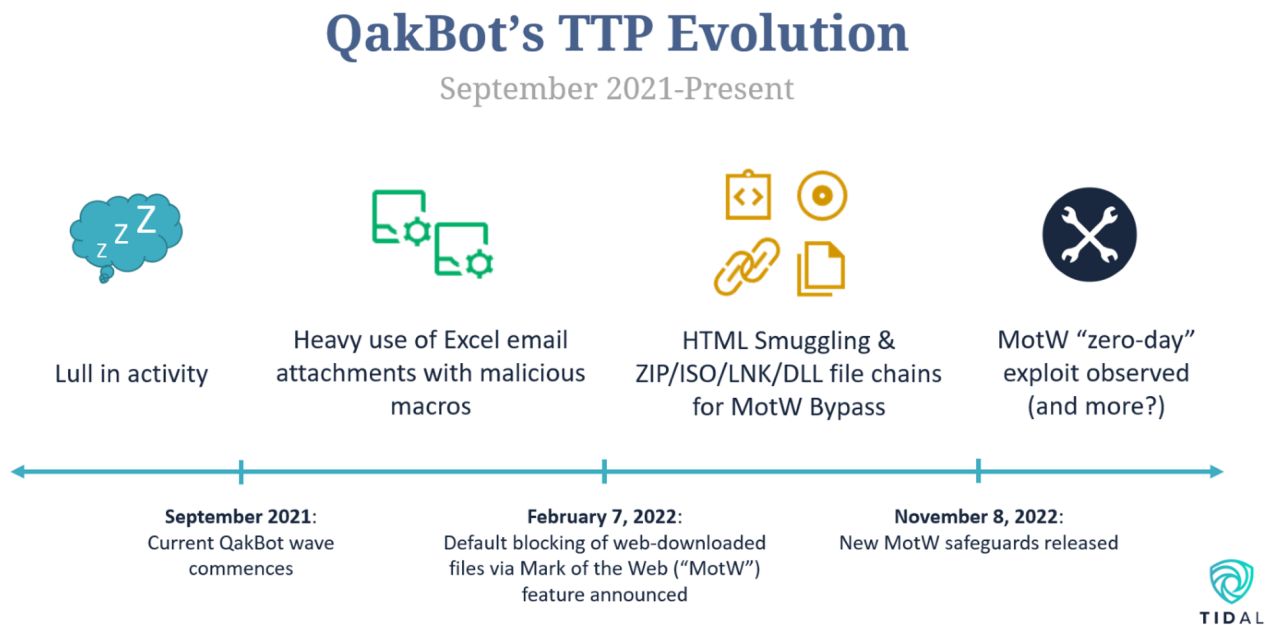 QakBot’s TTP Evolution
September 2021-Present
z Z Z
Lull in activity
Heavy use of Excel email
attachments with malicious
macros
HTML Smuggling &
ZIP/ISO/LNK/DLL file chains
for MotW Bypass
MotW “zero-day”
exploit observed
(and more?)
September 2021:
Current QakBot wave
commences
February 7, 2022:
Default blocking of web-downloaded
files via Mark of the Web (“MotW”)
feature announced
November 8, 2022:
New MotW safeguards released
TIDAL